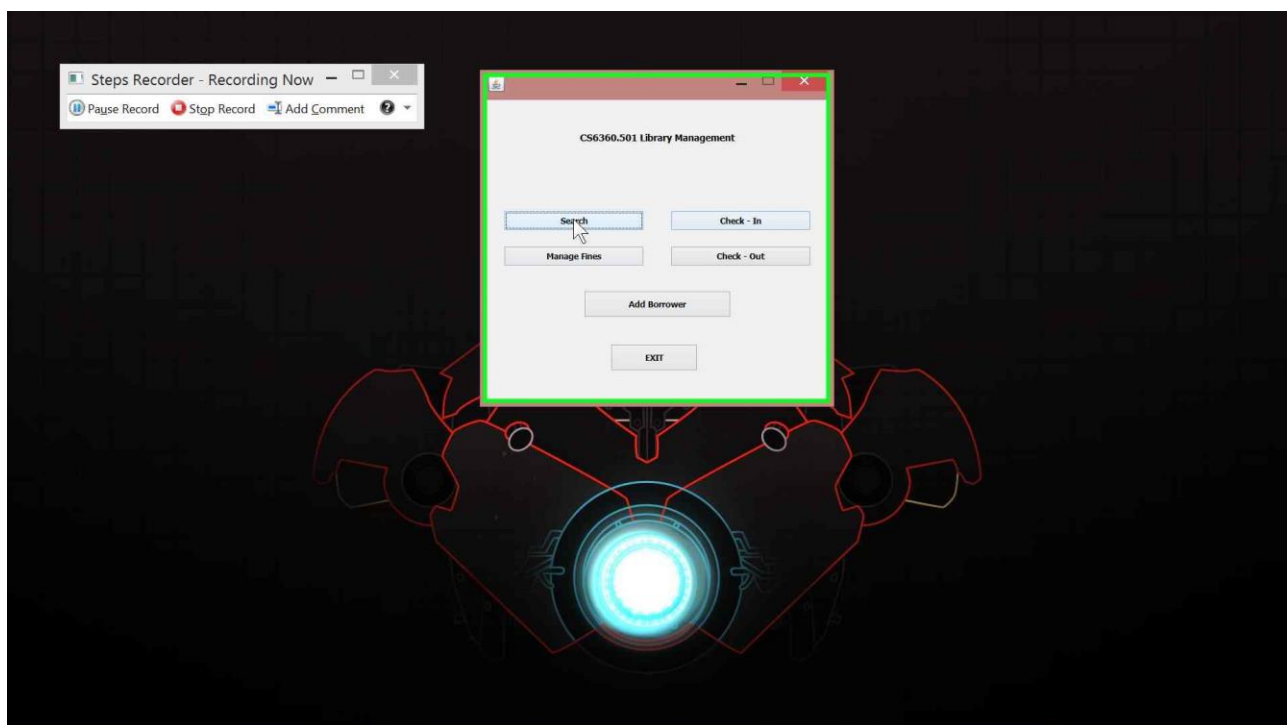 Steps Recorder - Recording Now
Pause Record Stop Record Add Comment
CS6360.501 Library Management
Search Check - In
Manage Fines Check - Out
Add Borrower
EXIT